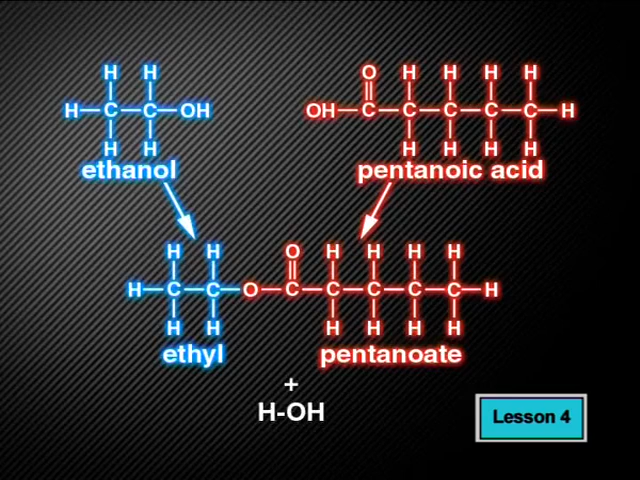 H H O H H H H
H C C OH OH C C C C C H
H H H H H H
ethanol pentanoic acid
H H O H H H H
H C C O C C C C C H
H H H H H H
ethyl pentanoate
+
H-OH
Lesson 4